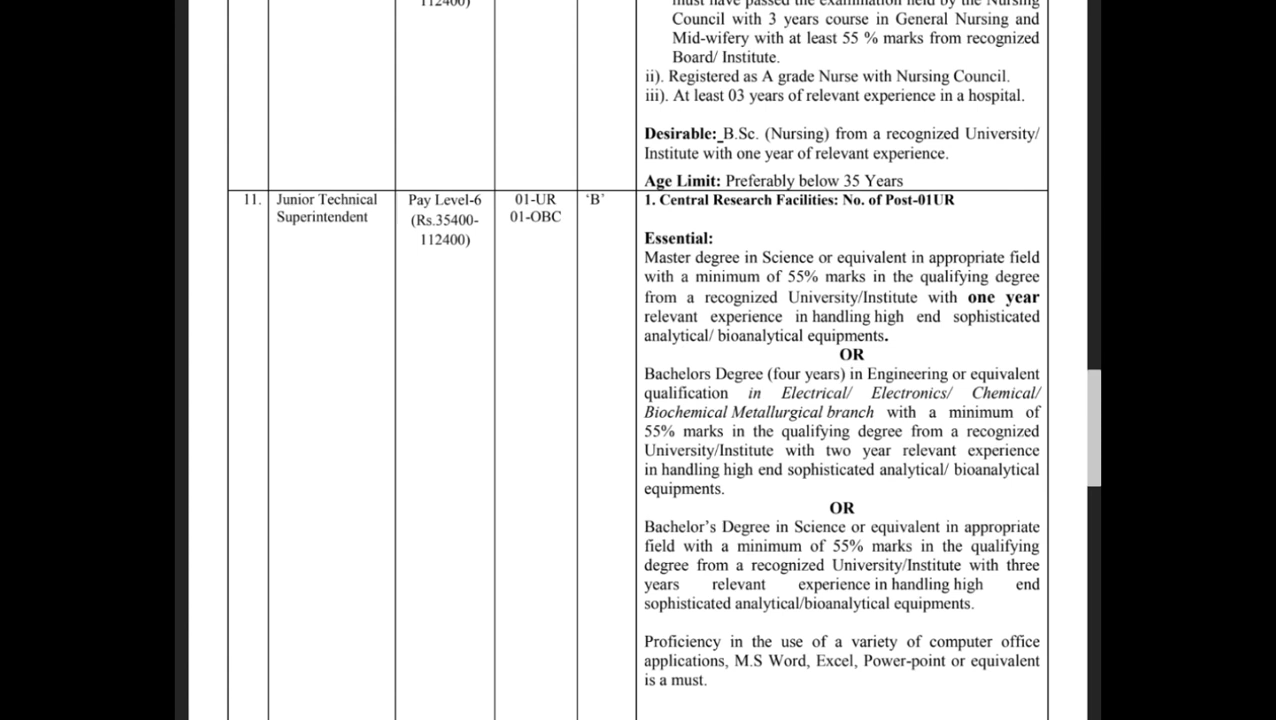 112400)
must have passed the examination held by the Nursing
Council with 3 years course in General Nursing and
Mid-wifery with at least 55 % marks from recognized
Board/ Institute.
ii). Registered as A grade Nurse with Nursing Council.
iii). At least 03 years of relevant experience in a hospital.
Desirable: B.Sc. (Nursing) from a recognized University/
Institute with one year of relevant experience.
Age Limit: Preferably below 35 Years
11. Junior Technical Superintendent
Pay Level-6
(Rs.35400-
112400)
01-UR
01-OBC
‘B’
1. Central Research Facilities: No. of Post-01UR
Essential:
Master degree in Science or equivalent in appropriate field
with a minimum of 55% marks in the qualifying degree
from a recognized University/Institute with one year
relevant experience in handling high end sophisticated
analytical/ bioanalytical equipments.
OR
Bachelors Degree (four years) in Engineering or equivalent
qualification in Electrical/ Electronics/ Chemical/
Biochemical Metallurgical branch with a minimum of
55% marks in the qualifying degree from a recognized
University/Institute with two year relevant experience
in handling high end sophisticated analytical/ bioanalytical
equipments.
OR
Bachelor’s Degree in Science or equivalent in appropriate
field with a minimum of 55% marks in the qualifying
degree from a recognized University/Institute with three
years relevant experience in handling high end
sophisticated analytical/bioanalytical equipments.
Proficiency in the use of a variety of computer office
applications, M.S Word, Excel, Power-point or equivalent
is a must.